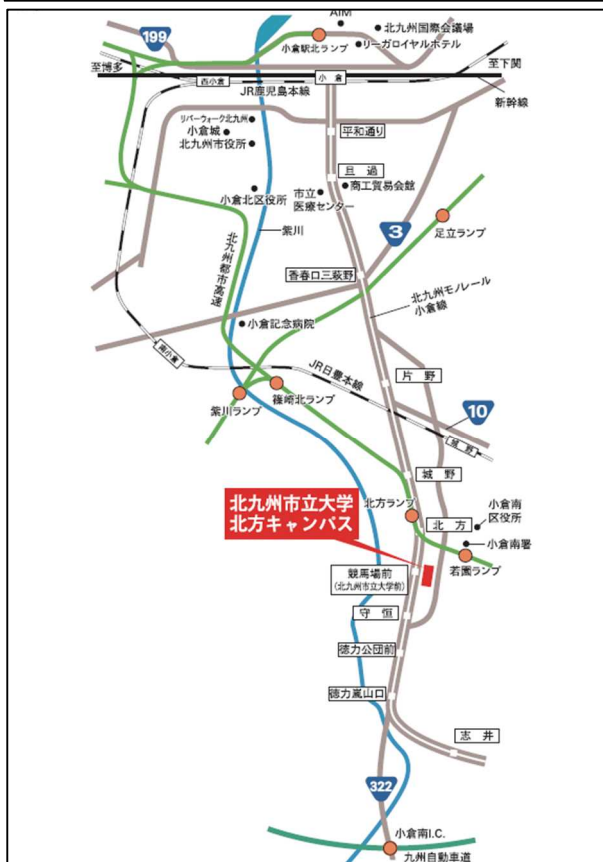 AIM
北九州国際会議場
199
小倉駅北ランプ
リーガロイヤルホテル
至博多
至下関
西小倉
小倉
JR鹿児島本線
新幹線
リバーウォーク北九州
小倉城
北九州市役所
平和通り
旦過
商工貿易会館
小倉北区役所
市立
医療センター
足立ランプ
紫川
3
北九州都市高速
香春口三萩野
北九州モノレール
小倉線
小倉記念病院
南小倉
JR日豊本線
片野
篠崎北ランプ
紫川ランプ
10
城野
城野
北九州市立大学
北方キャンパス
北方ランプ
小倉南
区役所
北方
小倉南署
若園ランプ
競馬場前
(北九州市立大学前)
守恒
徳力公団前
徳力嵐山口
志井
322
小倉南I.C.
九州自動車道